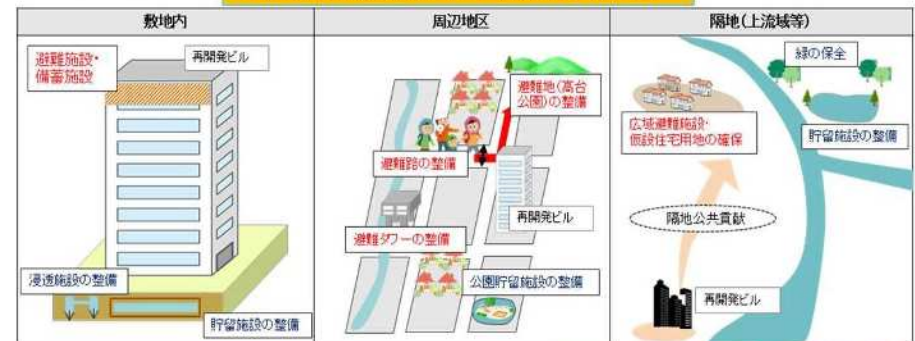 敷地内
避難施設・
備蓄施設
再開発ビル
浸透施設の整備
貯留施設の整備
周辺地区
避難地(高台
公園)の整備
避難路の整備
再開発ビル
避難タワーの整備
公園貯留施設の整備
隔地(上流域等)
緑の保全
広域避難施設・
仮設住宅用地の確保
貯留施設の整備
隔地公共貢献
再開発ビル